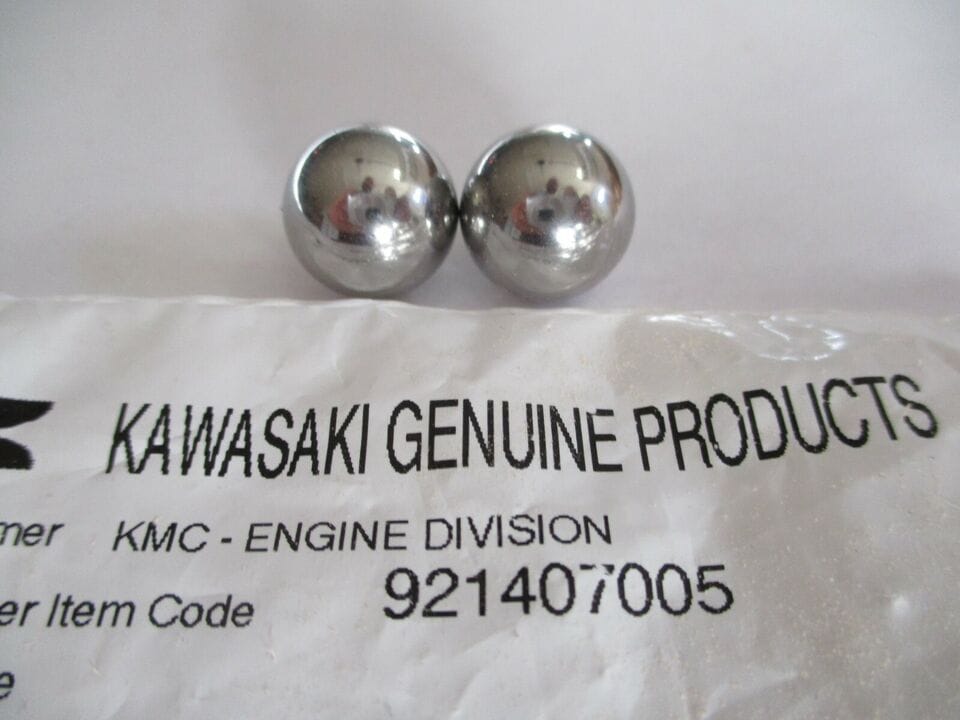 KAWASAKI GENUINE PRODUCTS
mer KMC - ENGINE DIVISION
er Item Code 921407005
e